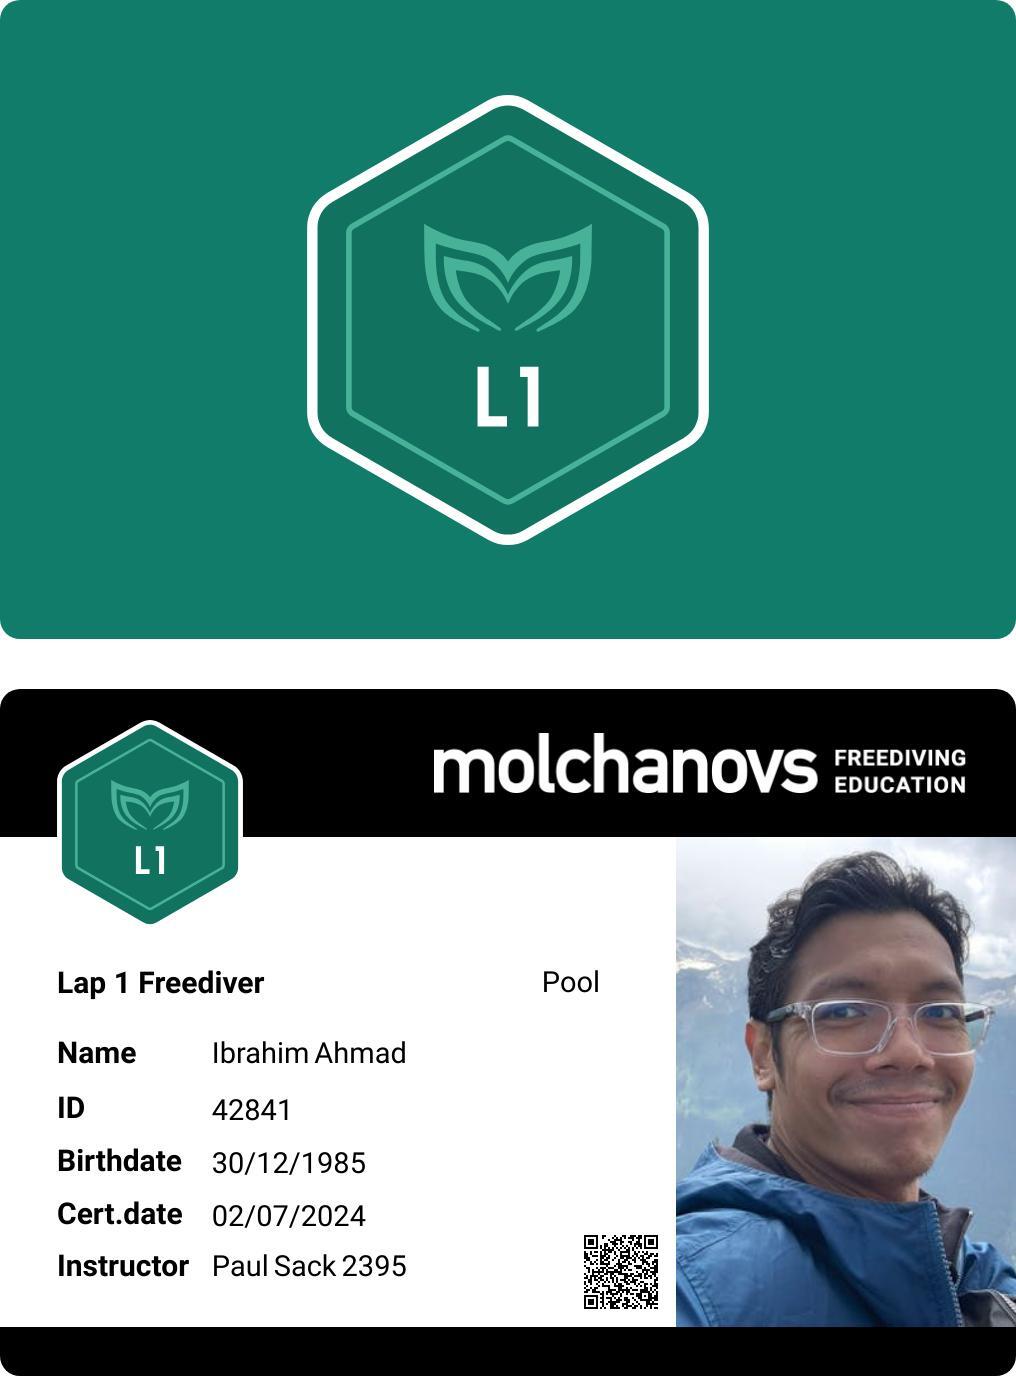 L1
molchanovs FREEDIVING EDUCATION
L1
Lap 1 Freediver Pool
Name Ibrahim Ahmad
ID 42841
Birthdate 30/12/1985
Cert.date 02/07/2024
Instructor Paul Sack 2395